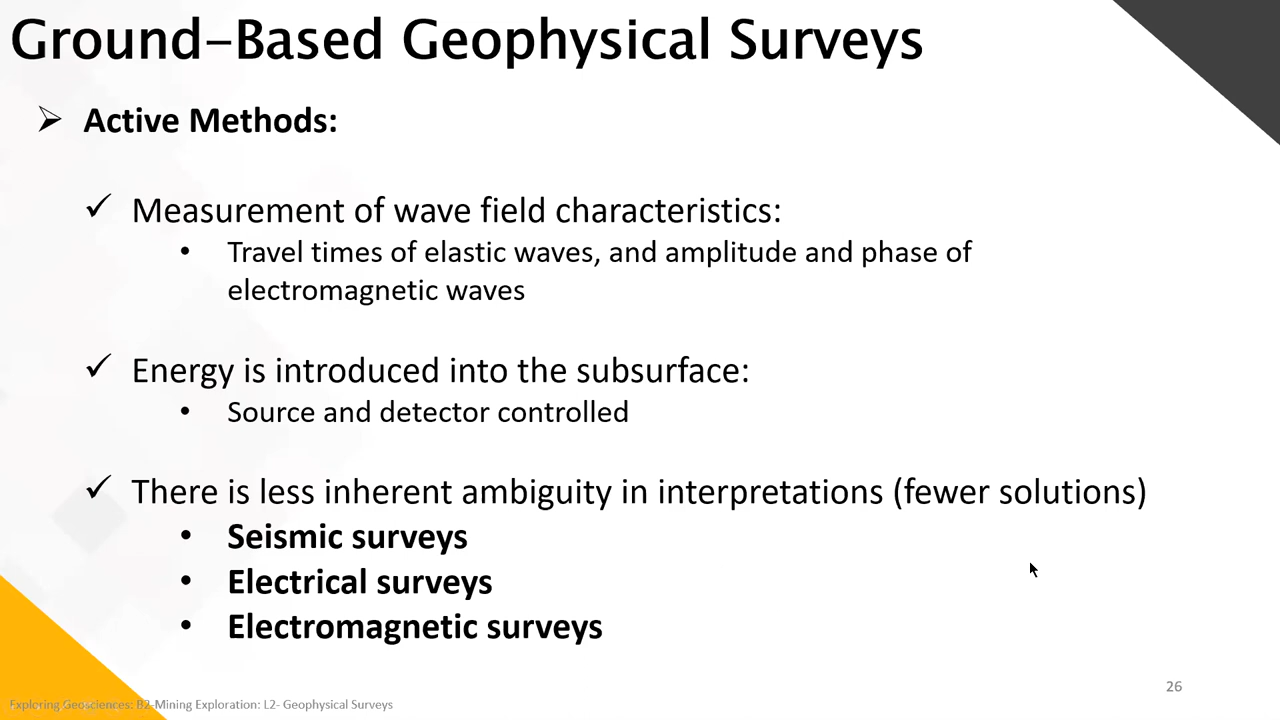 Ground–Based Geophysical Surveys
➢ Active Methods:
✓ Measurement of wave field characteristics:
• Travel times of elastic waves, and amplitude and phase of
electromagnetic waves
✓ Energy is introduced into the subsurface:
• Source and detector controlled
✓ There is less inherent ambiguity in interpretations (fewer solutions)
• Seismic surveys
• Electrical surveys
• Electromagnetic surveys
26
Exploring Geosciences: B2-Mining Exploration: L2- Geophysical Surveys